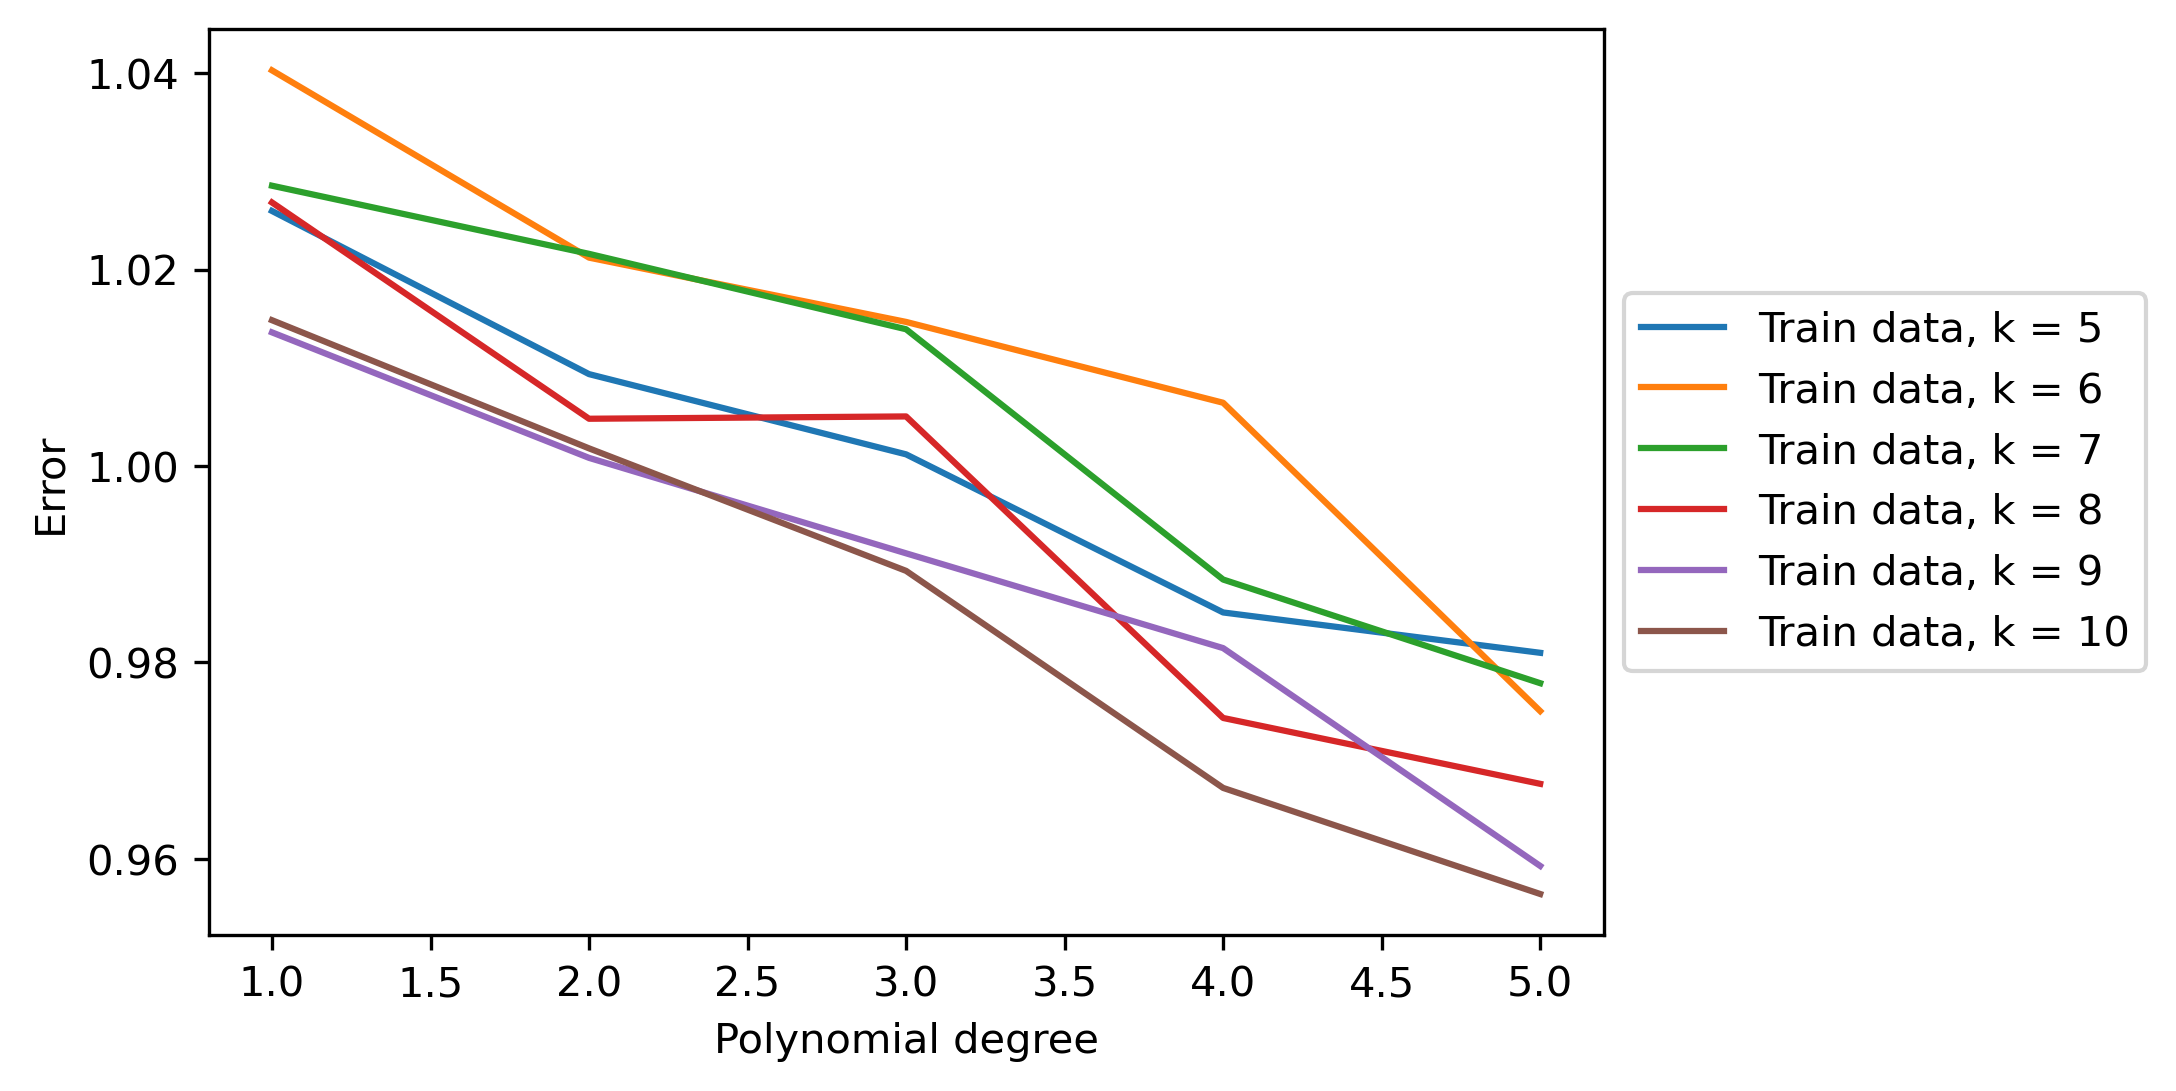 1.04
1.02
1.00
0.98
0.96
Error
1.0 1.5 2.0 2.5 3.0 3.5 4.0 4.5 5.0
Polynomial degree
Train data, k = 5
Train data, k = 6
Train data, k = 7
Train data, k = 8
Train data, k = 9
Train data, k = 10